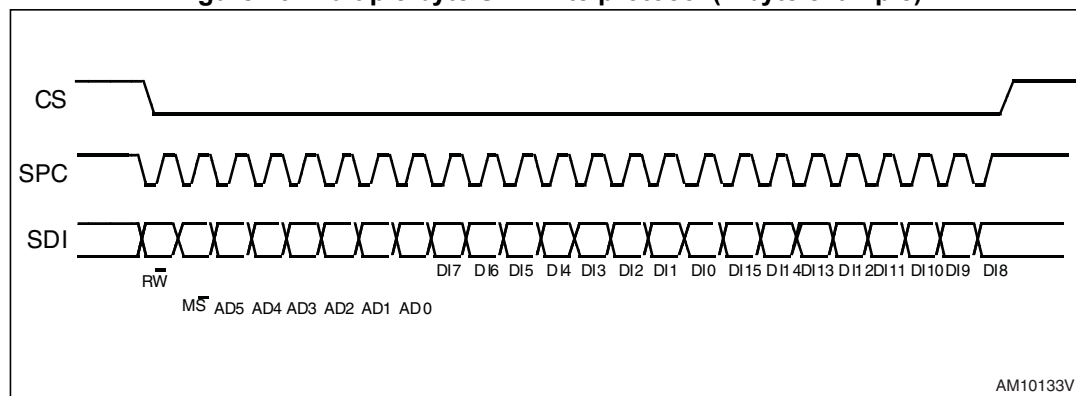 CS
SPC
SDI
DI7 DI6 DI5 DI4 DI3 DI2 DI1 DI0 DI15 DI14 DI13 DI12 DI11 DI10 DI9 DI8
RW̅
MS̅ AD5 AD4 AD3 AD2 AD1 AD0
AM10133V